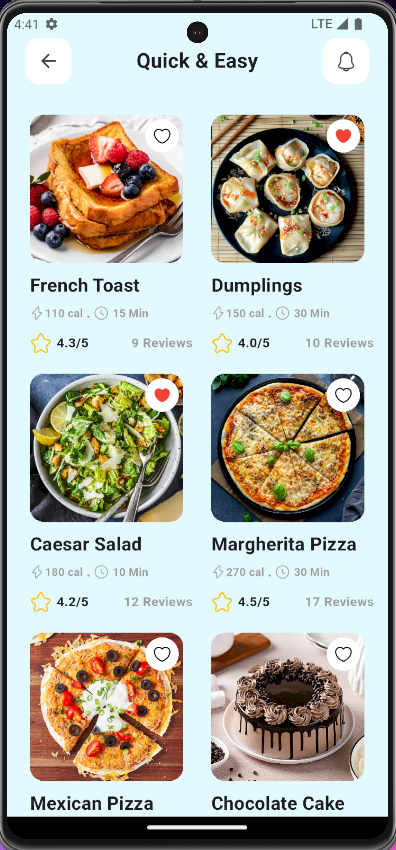 4:41 LTE
Quick & Easy
French Toast
110 cal . 15 Min
4.3/5 9 Reviews
Dumplings
150 cal . 30 Min
4.0/5 10 Reviews
Caesar Salad
180 cal . 10 Min
4.2/5 12 Reviews
Margherita Pizza
270 cal . 30 Min
4.5/5 17 Reviews
Mexican Pizza
Chocolate Cake